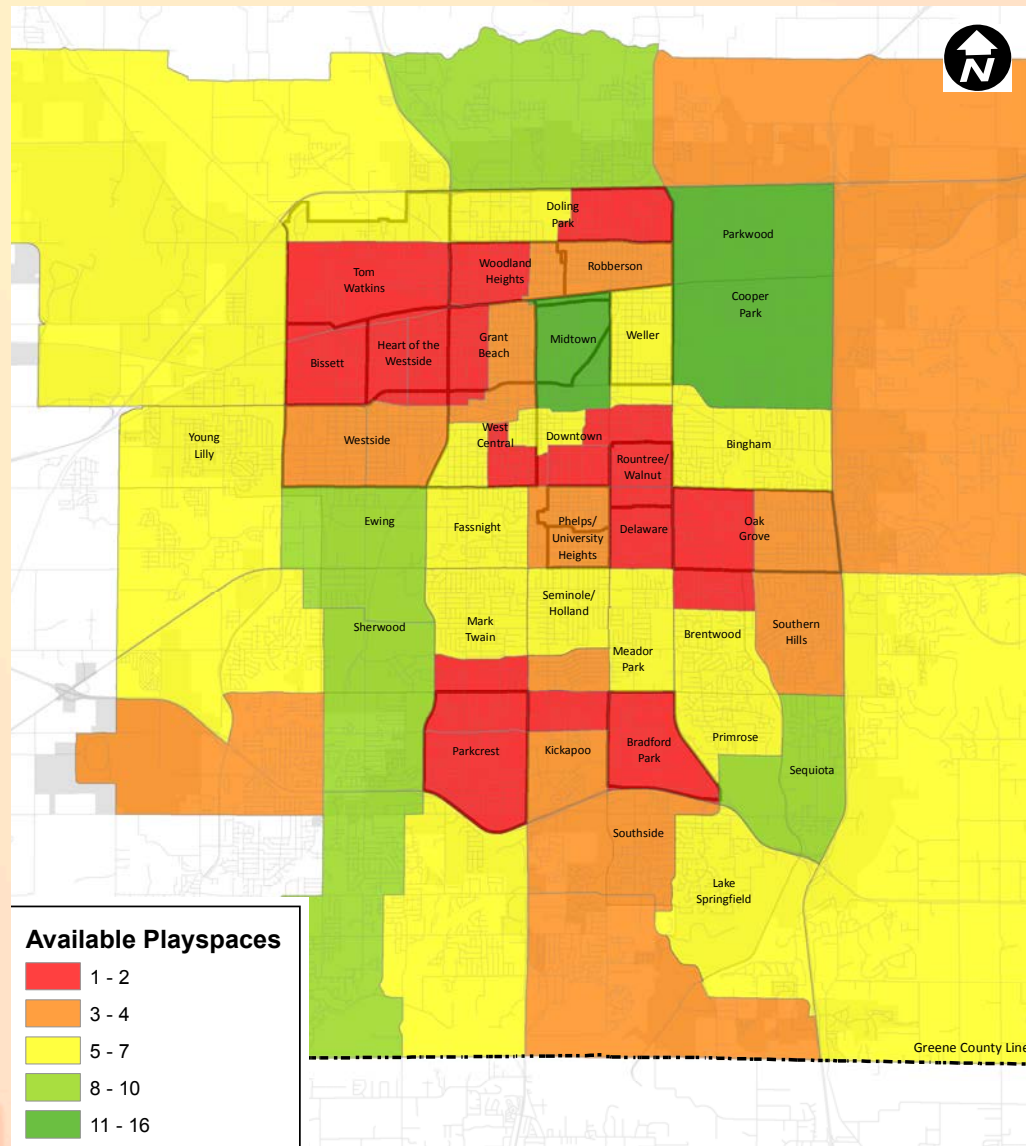 N
Doling
Park
Parkwood
Tom
Watkins
Woodland
Heights
Robberson
Cooper
Park
Bissett
Heart of the
Westside
Grant
Beach
Midtown
Weller
Young
Lilly
Westside
West
Central
Downtown
Bingham
Rountree/
Walnut
Ewing
Fassnight
Phelps/
University
Heights
Delaware
Oak
Grove
Sherwood
Mark
Twain
Seminole/
Holland
Meador
Park
Brentwood
Southern
Hills
Parkcrest
Kickapoo
Bradford
Park
Primrose
Sequiota
Southside
Lake
Springfield
Greene County Line
Available Playspaces
1 - 2
3 - 4
5 - 7
8 - 10
11 - 16